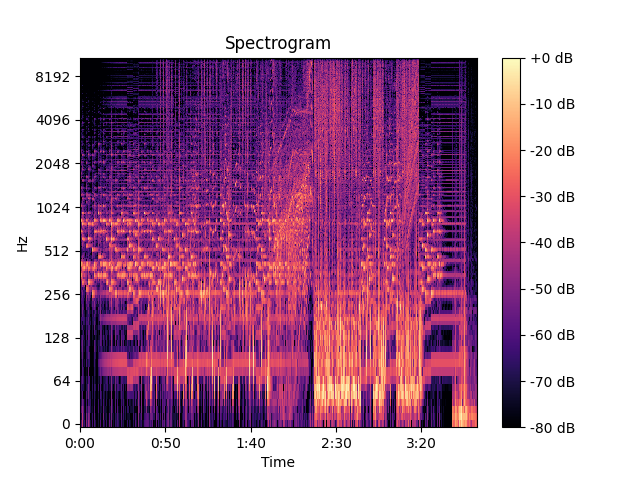 Spectrogram
Hz
8192
4096
2048
1024
512
256
128
64
0
0:00 0:50 1:40 2:30 3:20
Time
+0 dB
-10 dB
-20 dB
-30 dB
-40 dB
-50 dB
-60 dB
-70 dB
-80 dB